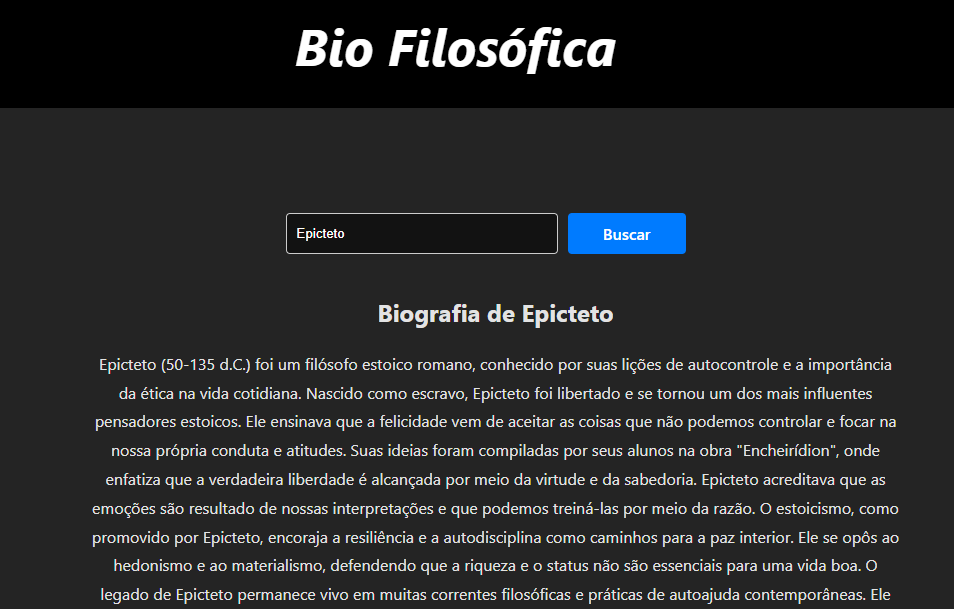 Bio Filosófica
Epicteto
Buscar
Biografia de Epicteto
Epicteto (50-135 d.C.) foi um filósofo estoico romano, conhecido por suas lições de autocontrole e a importância
da ética na vida cotidiana. Nascido como escravo, Epicteto foi libertado e se tornou um dos mais influentes
pensadores estoicos. Ele ensinava que a felicidade vem de aceitar as coisas que não podemos controlar e focar na
nossa própria conduta e atitudes. Suas ideias foram compiladas por seus alunos na obra "Encheirídion", onde
enfatiza que a verdadeira liberdade é alcançada por meio da virtude e da sabedoria. Epicteto acreditava que as
emoções são resultado de nossas interpretações e que podemos treiná-las por meio da razão. O estoicismo, como
promovido por Epicteto, encoraja a resiliência e a autodisciplina como caminhos para a paz interior. Ele se opôs ao
hedonismo e ao materialismo, defendendo que a riqueza e o status não são essenciais para uma vida boa. O
legado de Epicteto permanece vivo em muitas correntes filosóficas e práticas de autoajuda contemporâneas. Ele